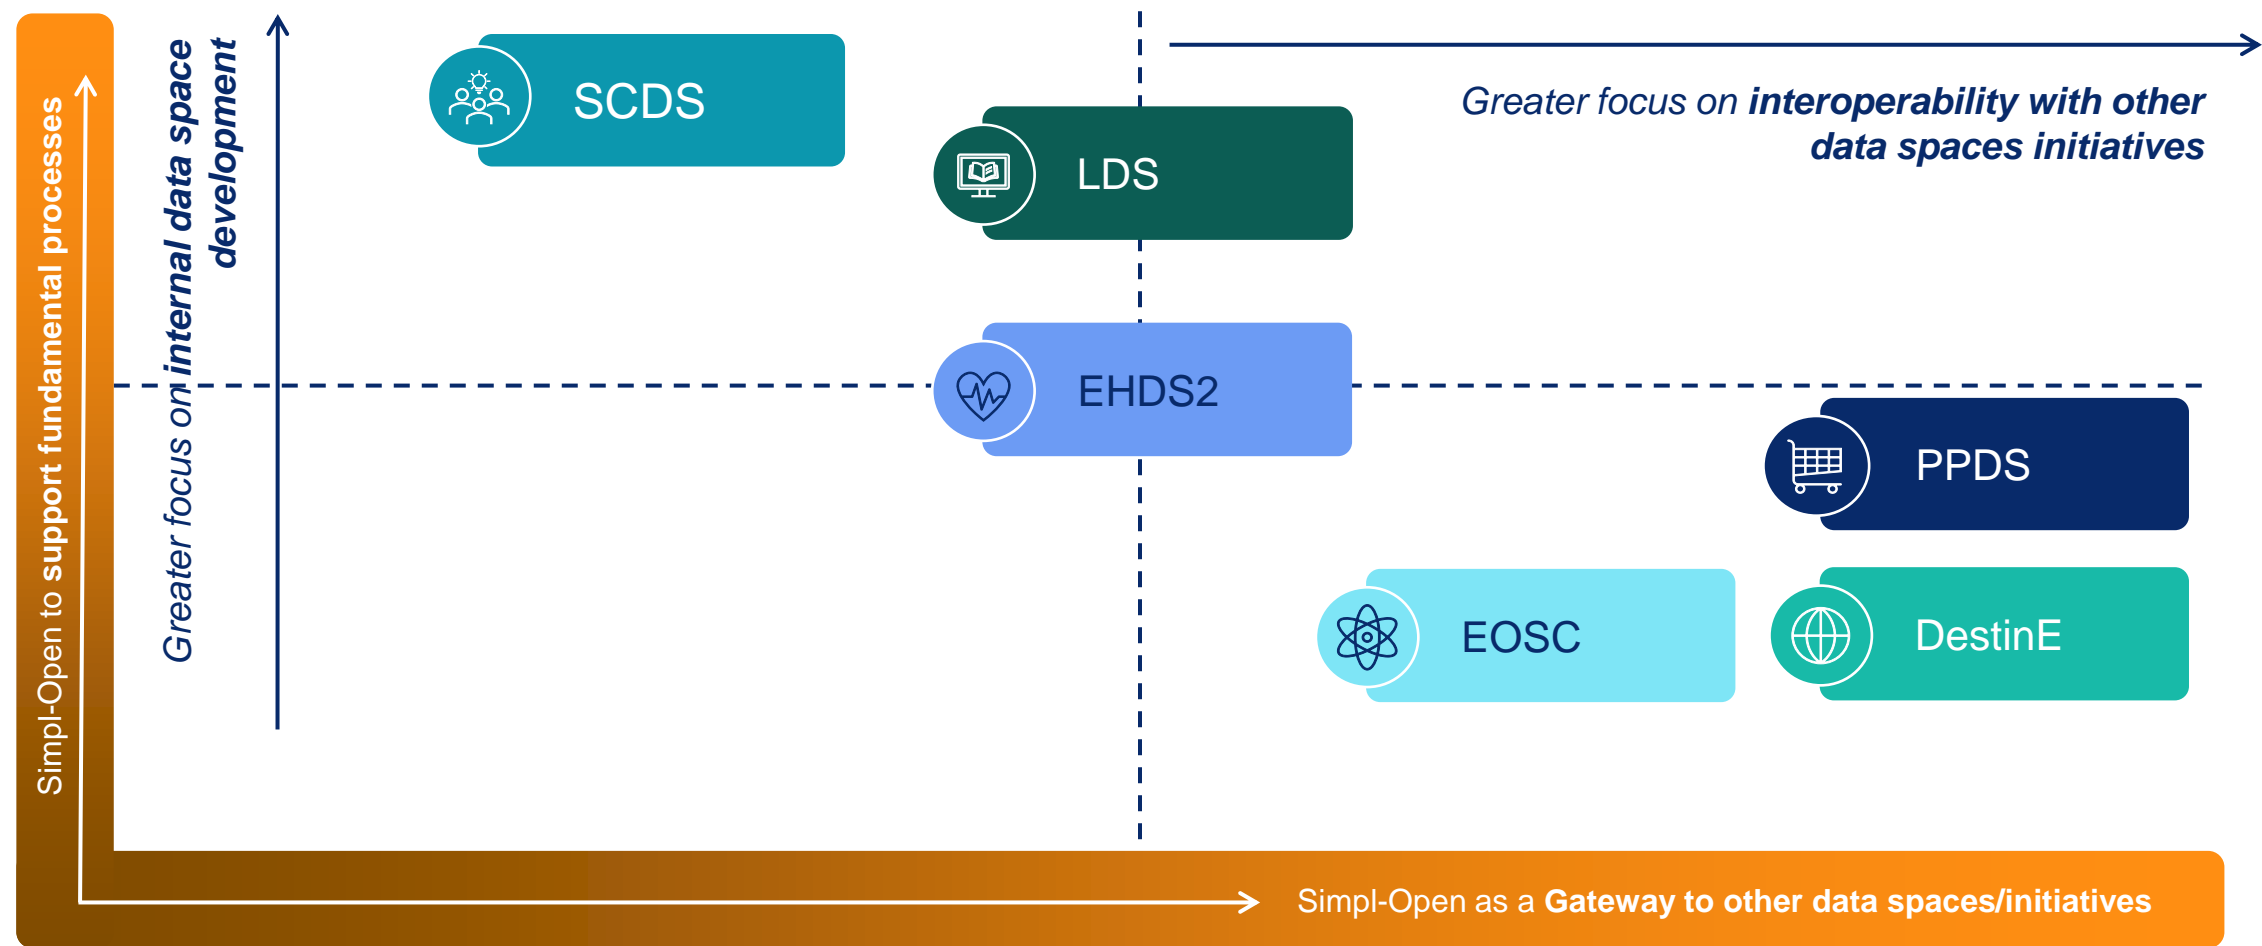 Simpl-Open to support fundamental processes
Greater focus on internal data space
development
SCDS
LDS
Greater focus on interoperability with other
data spaces initiatives
EHDS2
PPDS
EOSC
DestinE
Simpl-Open as a Gateway to other data spaces/initiatives